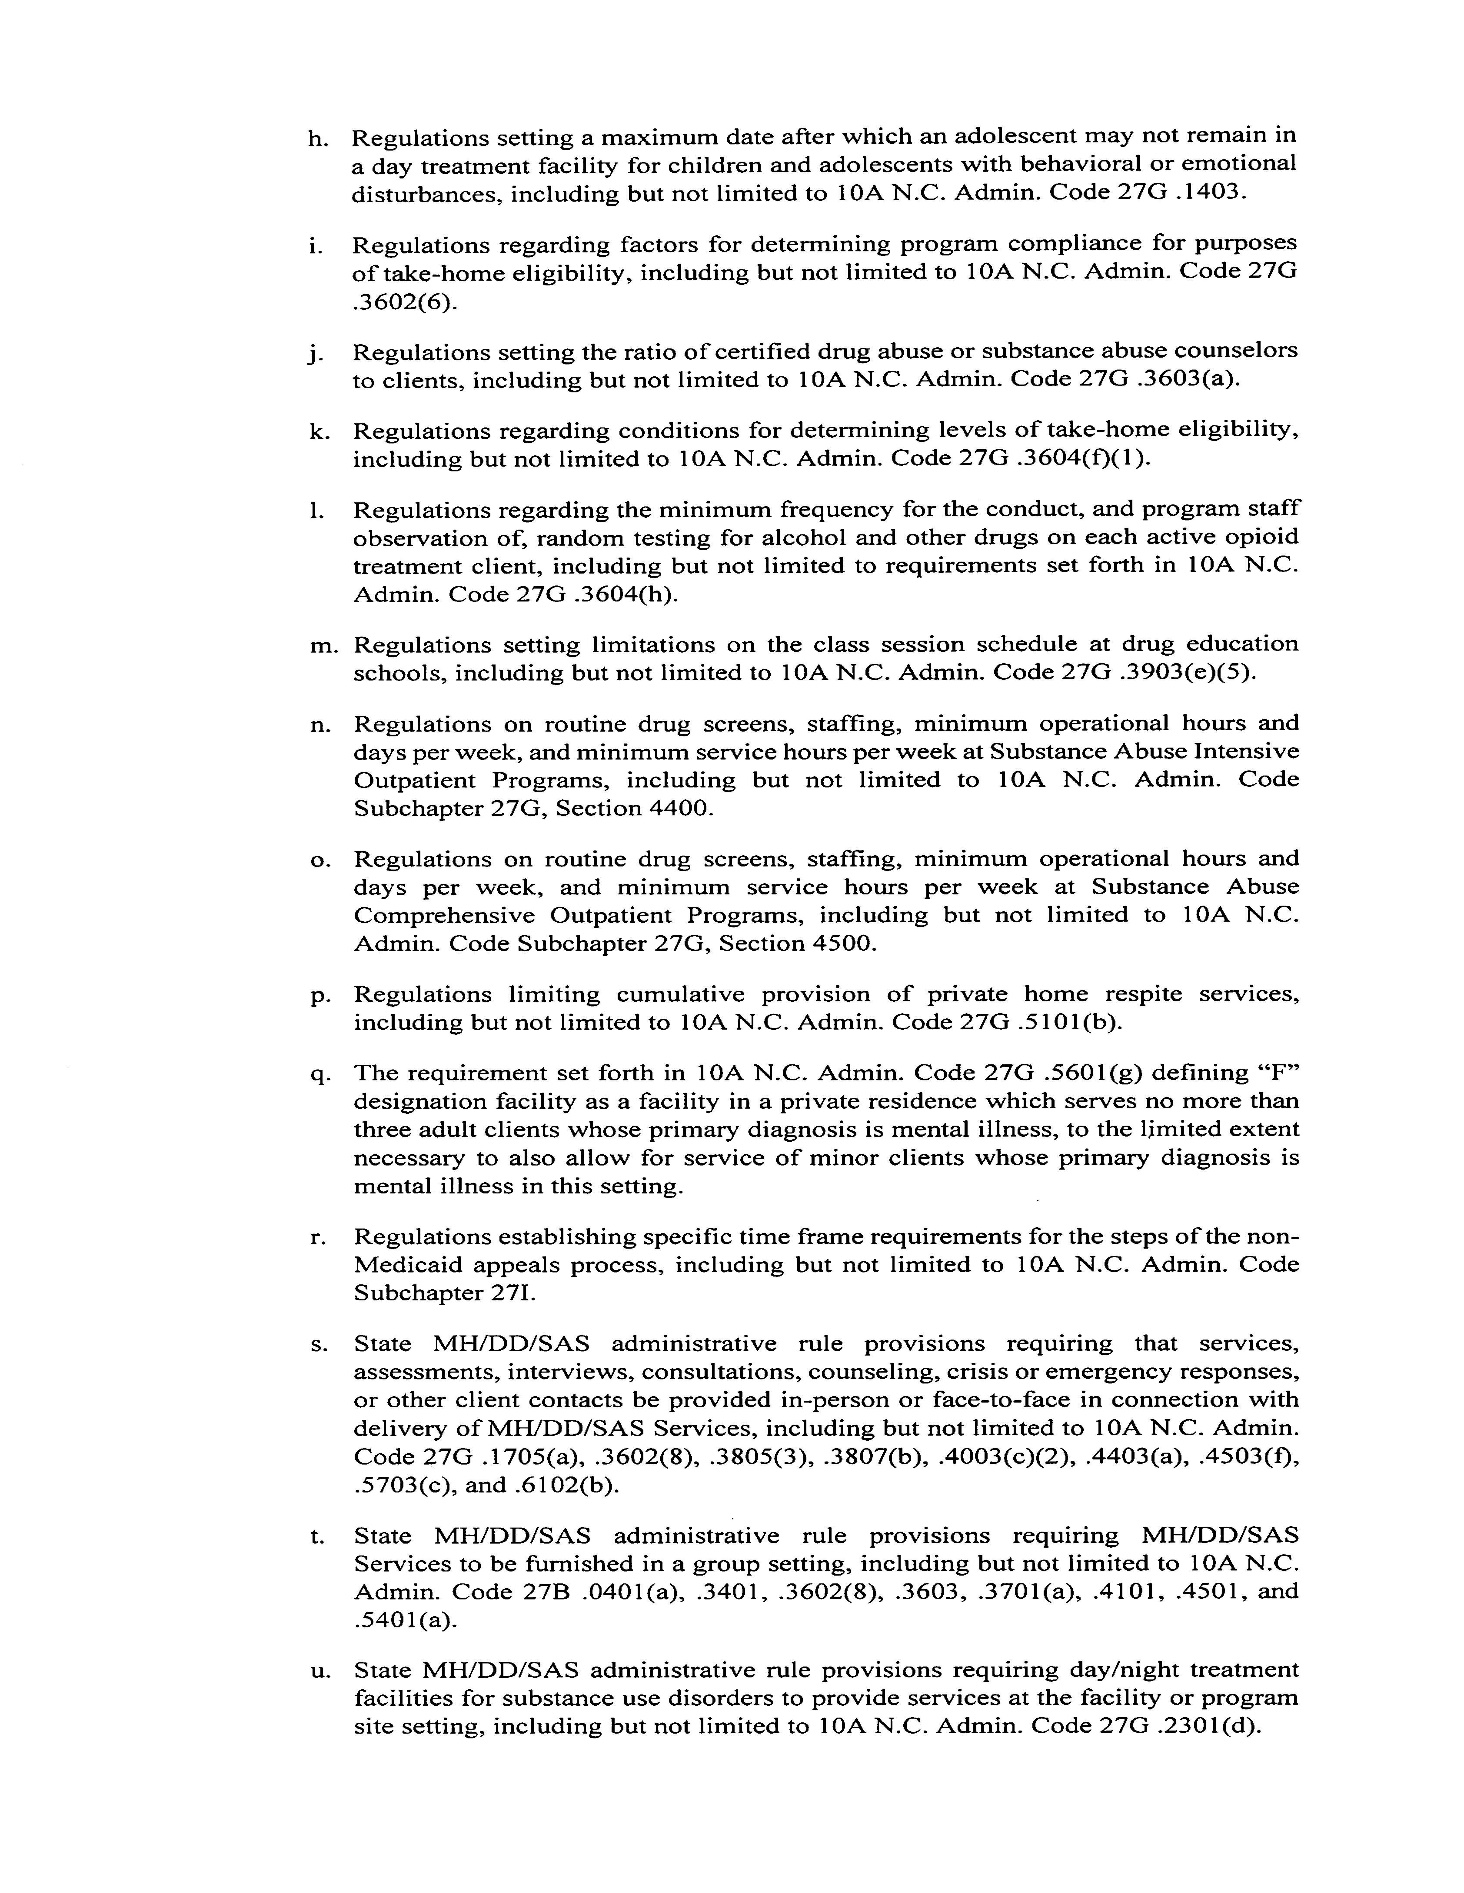 h. Regulations setting a maximum date after which an adolescent may not remain in
a day treatment facility for children and adolescents with behavioral or emotional
disturbances, including but not limited to 10A N.C. Admin. Code 27G .1403.
i. Regulations regarding factors for determining program compliance for purposes
of take-home eligibility, including but not limited to 10A N.C. Admin. Code 27G
.3602(6).
j. Regulations setting the ratio of certified drug abuse or substance abuse counselors
to clients, including but not limited to 10A N.C. Admin. Code 27G .3603(a).
k. Regulations regarding conditions for determining levels of take-home eligibility,
including but not limited to 10A N.C. Admin. Code 27G .3604(f)(1).
l. Regulations regarding the minimum frequency for the conduct, and program staff
observation of, random testing for alcohol and other drugs on each active opioid
treatment client, including but not limited to requirements set forth in 10A N.C.
Admin. Code 27G .3604(h).
m. Regulations setting limitations on the class session schedule at drug education
schools, including but not limited to 10A N.C. Admin. Code 27G .3903(e)(5).
n. Regulations on routine drug screens, staffing, minimum operational hours and
days per week, and minimum service hours per week at Substance Abuse Intensive
Outpatient Programs, including but not limited to 10A N.C. Admin. Code
Subchapter 27G, Section 4400.
o. Regulations on routine drug screens, staffing, minimum operational hours and
days per week, and minimum service hours per week at Substance Abuse
Comprehensive Outpatient Programs, including but not limited to 10A N.C.
Admin. Code Subchapter 27G, Section 4500.
p. Regulations limiting cumulative provision of private home respite services,
including but not limited to 10A N.C. Admin. Code 27G .5101(b).
q. The requirement set forth in 10A N.C. Admin. Code 27G .5601(g) defining “F”
designation facility as a facility in a private residence which serves no more than
three adult clients whose primary diagnosis is mental illness, to the limited extent
necessary to also allow for service of minor clients whose primary diagnosis is
mental illness in this setting.
r. Regulations establishing specific time frame requirements for the steps of the non-
Medicaid appeals process, including but not limited to 10A N.C. Admin. Code
Subchapter 27I.
s. State MH/DD/SAS administrative rule provisions requiring that services,
assessments, interviews, consultations, counseling, crisis or emergency responses,
or other client contacts be provided in-person or face-to-face in connection with
delivery of MH/DD/SAS Services, including but not limited to 10A N.C. Admin.
Code 27G .1705(a), .3602(8), .3805(3), .3807(b), .4003(c)(2), .4403(a), .4503(f),
.5703(c), and .6102(b).
t. State MH/DD/SAS administrative rule provisions requiring MH/DD/SAS
Services to be furnished in a group setting, including but not limited to 10A N.C.
Admin. Code 27B .0401(a), .3401, .3602(8), .3603, .3701(a), .4101, .4501, and
.5401(a).
u. State MH/DD/SAS administrative rule provisions requiring day/night treatment
facilities for substance use disorders to provide services at the facility or program
site setting, including but not limited to 10A N.C. Admin. Code 27G .2301(d).